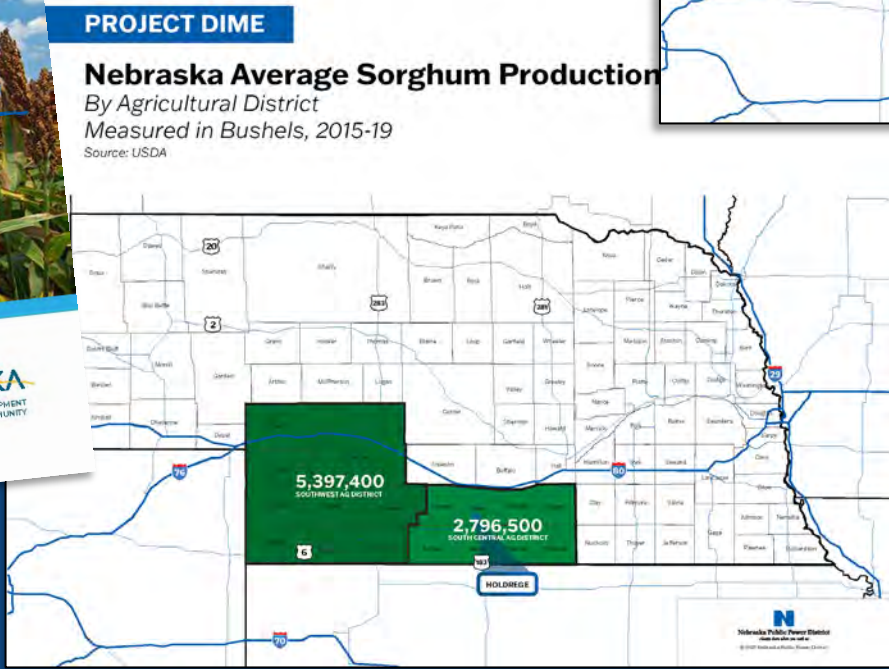 PROJECT DIME
Nebraska Average Sorghum Production
By Agricultural District
Measured in Bushels, 2015-19
Source: USDA
KA
PMENT
MUNITY
Keya Paha
Boyd
20
Dawes
Sioux
Sheridan
Cherry
Knox
Cedar
Dixon
Dakota
Brown
Rock
Holt
Box Butte
283
281
Antelope
Pierce
Wayne
Thurston
2
Scotts Bluff
Morrill
Grant
Hooker
Thomas
Blaine
Loup
Garfield
Wheeler
Madison
Stanton
Cuming
Burt
Boone
29
Banner
Garden
Arthur
McPherson
Logan
Valley
Greeley
Platte
Colfax
Dodge
Washington
Nance
Kimball
Cheyenne
Deuel
Custer
Sherman
Howard
Merrick
Polk
Butler
Saunders
Douglas
Sarpy
76
Dawson
Buffalo
Hall
Hamilton
York
80
Seward
Lancaster
Cass
Otoe
5,397,400
SOUTHWEST AG DISTRICT
2,796,500
SOUTH CENTRAL AG DISTRICT
Clay
Fillmore
Saline
Gage
Johnson
Nemaha
Nuckolls
Thayer
Jefferson
Pawnee
Richardson
6
183
HOLDREGE
70
N
Nebraska Public Power District